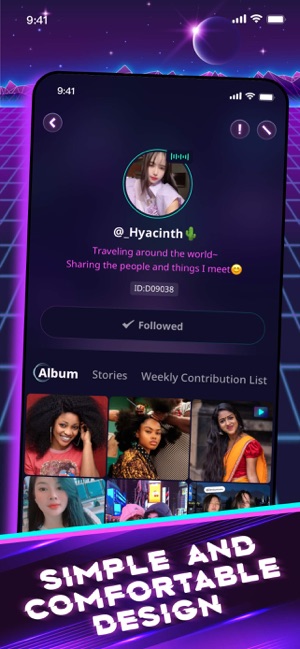 9:41
9:41
@_Hyacinth🌵
Traveling around the world~
Sharing the people and things I meet😊
ID:D09038
Followed
Album Stories Weekly Contribution List
SIMPLE AND
COMFORTABLE
DESIGN